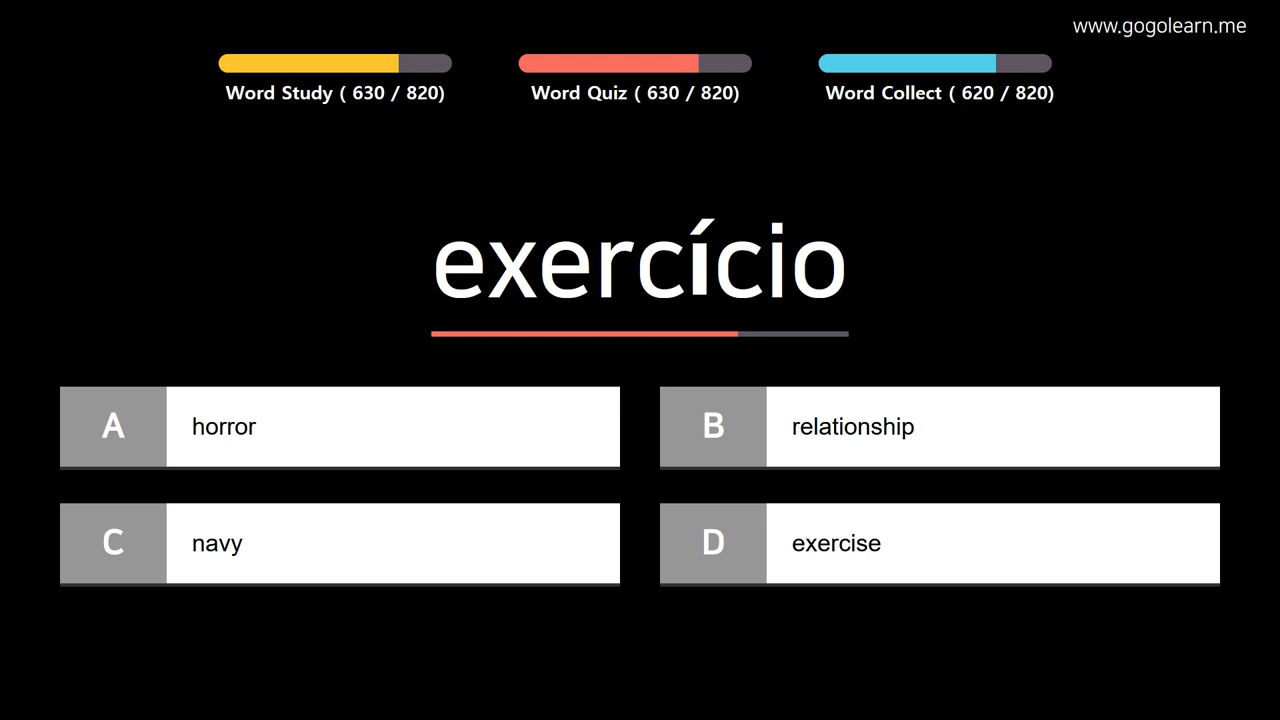 www.gogolearn.me
Word Study ( 630 / 820)
Word Quiz ( 630 / 820)
Word Collect ( 620 / 820)
exercício
A
horror
B
relationship
C
navy
D
exercise